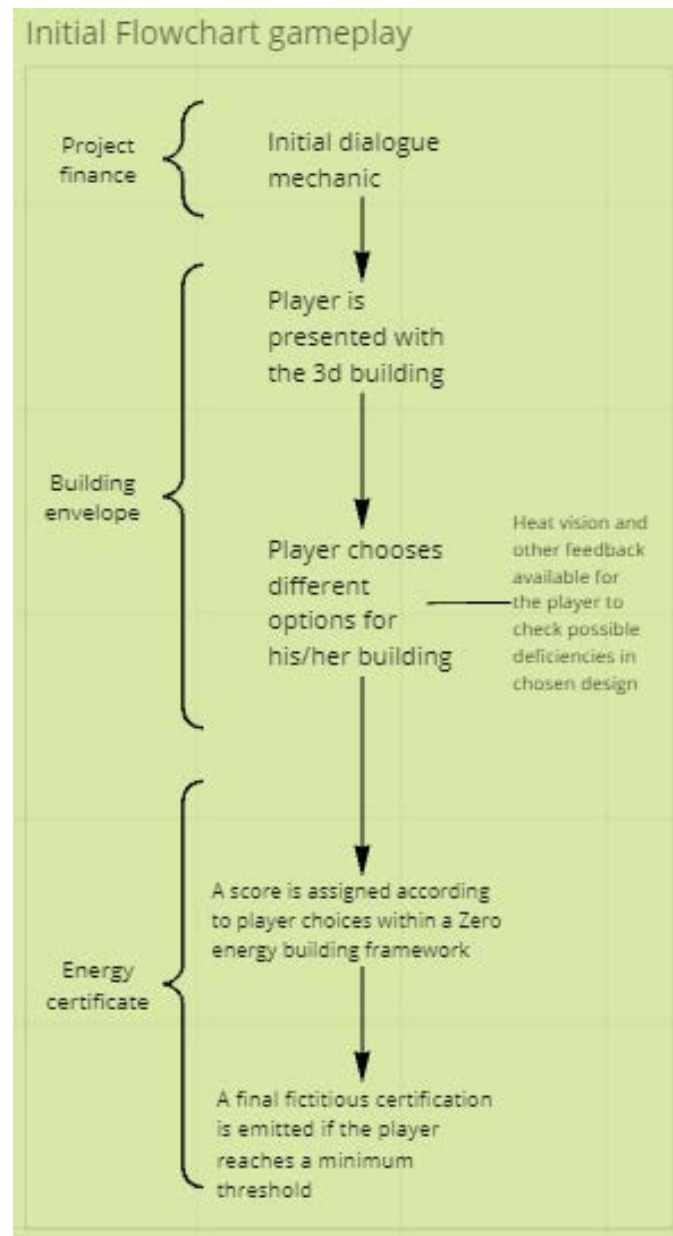 Initial Flowchart gameplay
Project
finance
Initial dialogue
mechanic
Player is
presented with
the 3d building
Building
envelope
Player chooses
different
options for
his/her building
Heat vision and
other feedback
available for
the player to
check possible
deficiencies in
chosen design
A score is assigned according
to player choices within a Zero
energy building framework
Energy
certificate
A final fictitious certification
is emitted if the player
reaches a minimum
threshold